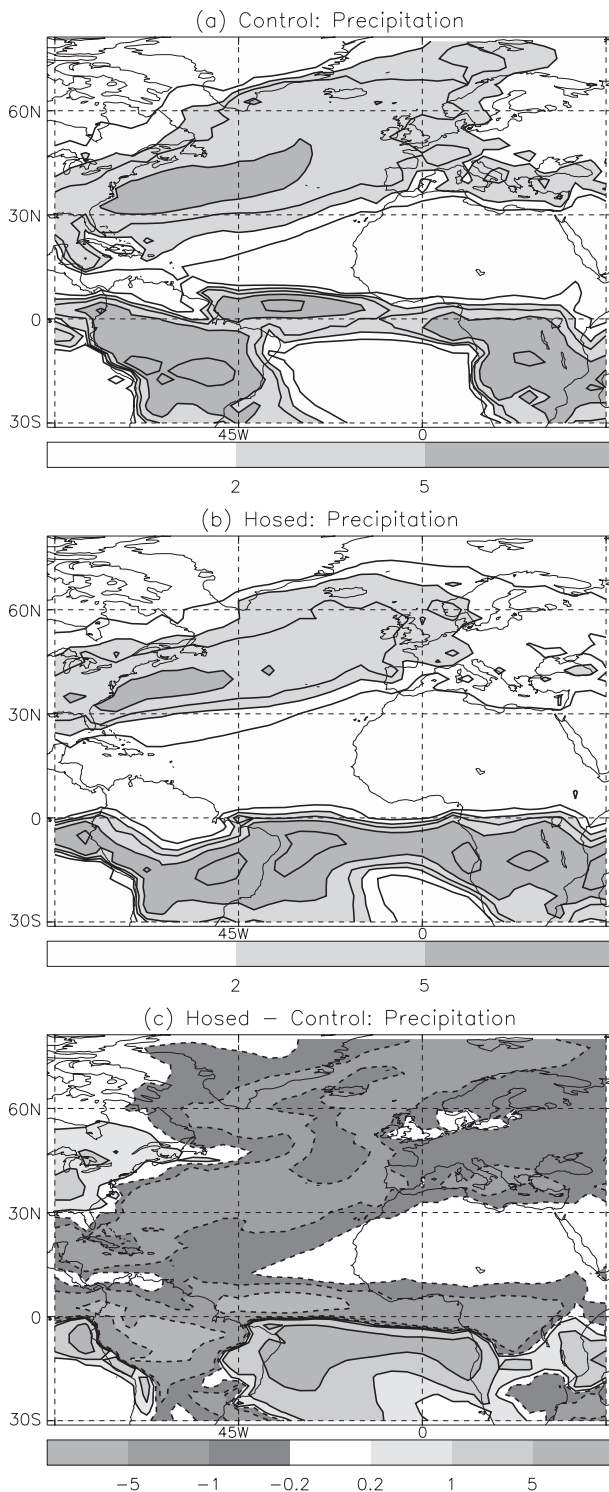 (a) Control: Precipitation
60N
30N
0
30S
45W 0
2 5
(b) Hosed: Precipitation
60N
30N
0
30S
45W 0
2 5
(c) Hosed − Control: Precipitation
60N
30N
0
30S
45W 0
−5 −1 −0.2 0.2 1 5